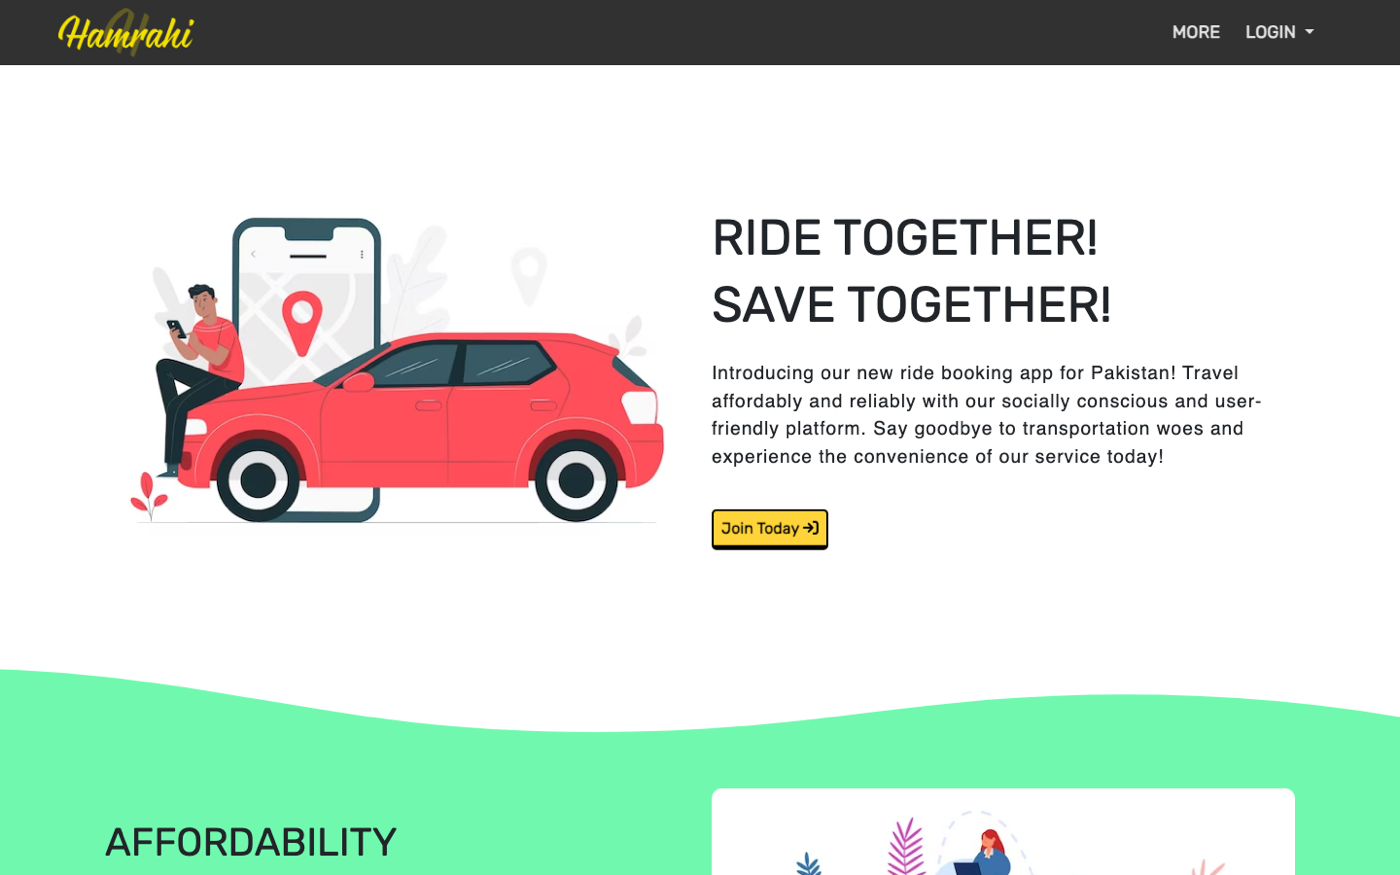 Hamrahi
MORE
LOGIN
RIDE TOGETHER!
SAVE TOGETHER!
Introducing our new ride booking app for Pakistan! Travel
affordably and reliably with our socially conscious and user-
friendly platform. Say goodbye to transportation woes and
experience the convenience of our service today!
Join Today
AFFORDABILITY